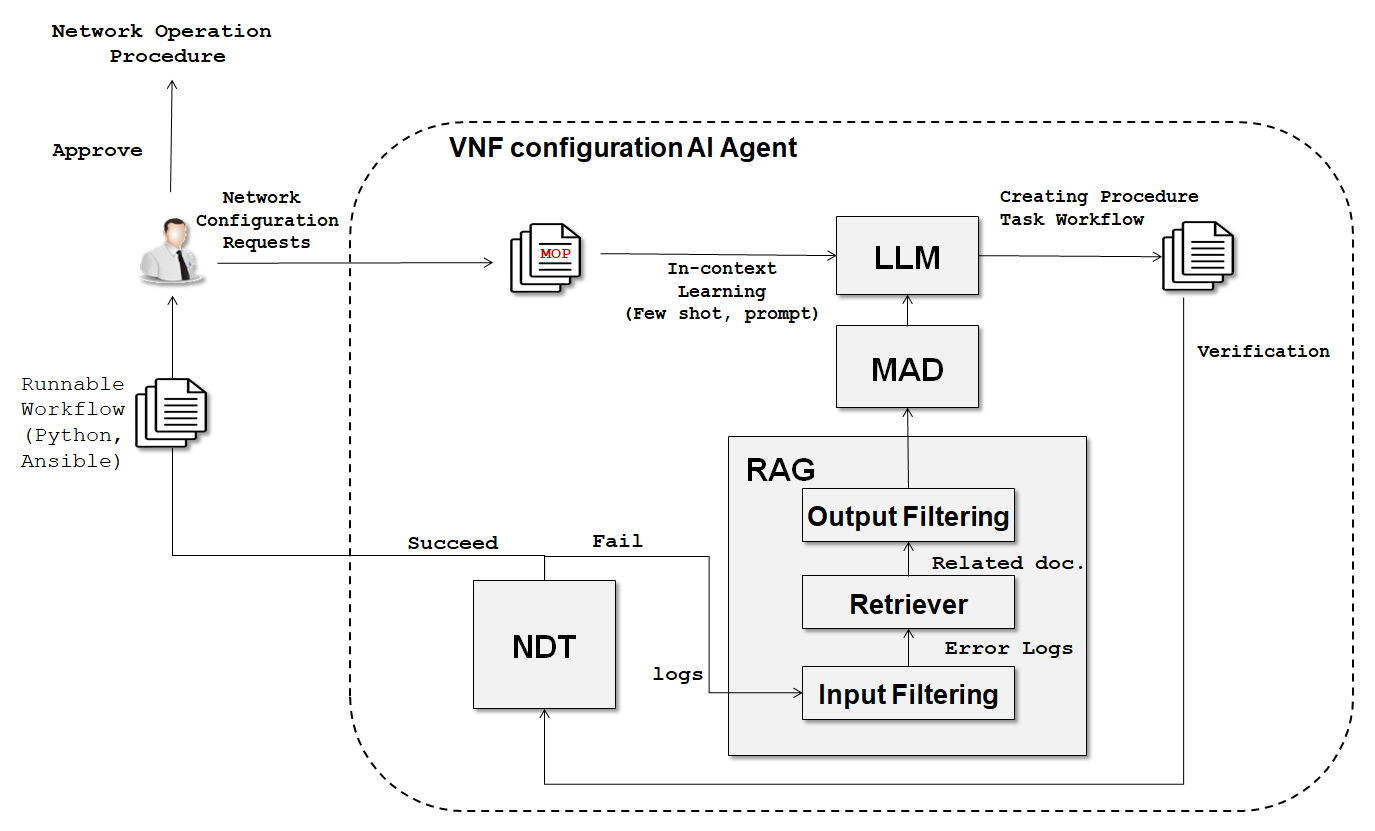 Network Operation
Procedure
Approve
VNF configuration AI Agent
Network
Configuration
Requests
MOP
In-context
Learning
(Few shot, prompt)
LLM
Creating Procedure
Task Workflow
MAD
Verification
Runnable
Workflow
(Python,
Ansible)
RAG
Output Filtering
Succeed
Fail
Related doc.
Retriever
NDT
Error Logs
logs
Input Filtering